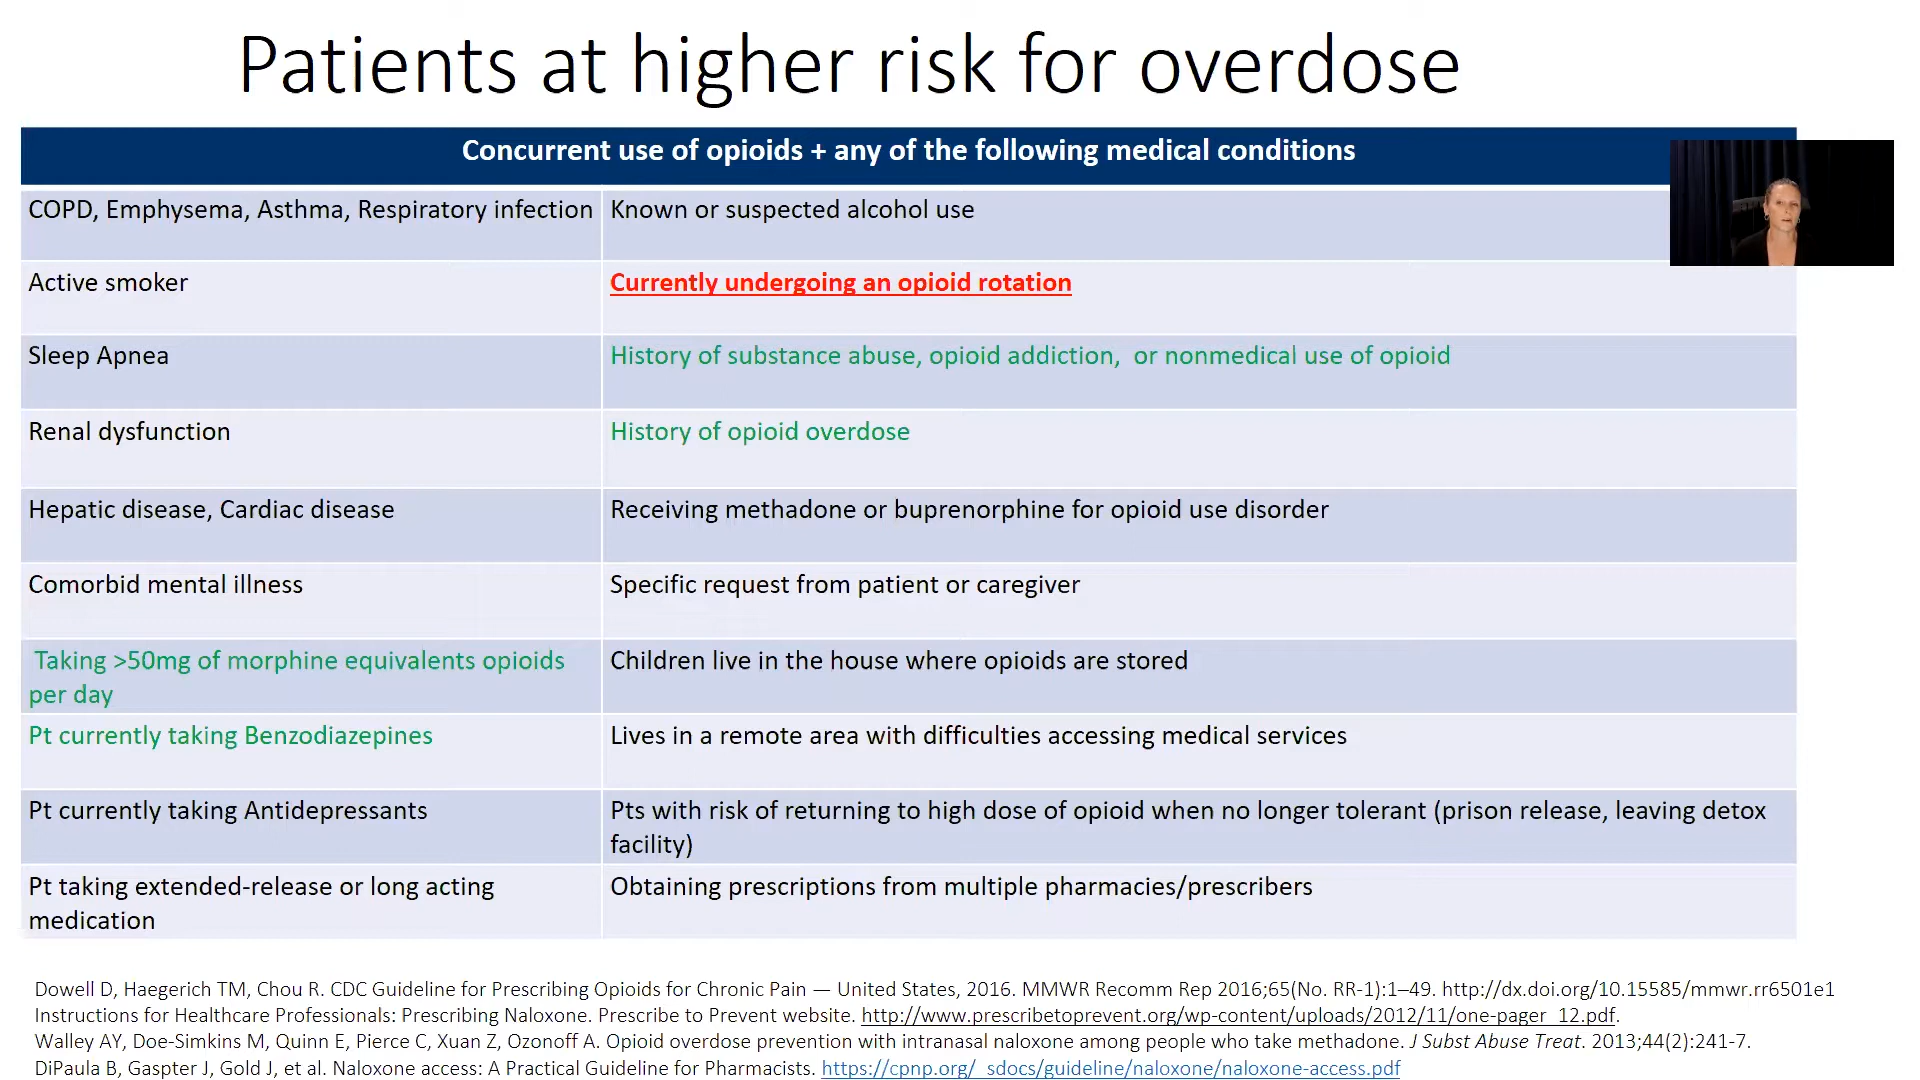 Patients at higher risk for overdose
Concurrent use of opioids + any of the following medical conditions
COPD, Emphysema, Asthma, Respiratory infection
Known or suspected alcohol use
Active smoker
Currently undergoing an opioid rotation
Sleep Apnea
History of substance abuse, opioid addiction, or nonmedical use of opioid
Renal dysfunction
History of opioid overdose
Hepatic disease, Cardiac disease
Receiving methadone or buprenorphine for opioid use disorder
Comorbid mental illness
Specific request from patient or caregiver
Taking >50mg of morphine equivalents opioids
per day
Children live in the house where opioids are stored
Pt currently taking Benzodiazepines
Lives in a remote area with difficulties accessing medical services
Pt currently taking Antidepressants
Pts with risk of returning to high dose of opioid when no longer tolerant (prison release, leaving detox
facility)
Pt taking extended-release or long acting
medication
Obtaining prescriptions from multiple pharmacies/prescribers
Dowell D, Haegerich TM, Chou R. CDC Guideline for Prescribing Opioids for Chronic Pain — United States, 2016. MMWR Recomm Rep 2016;65(No. RR-1):1–49. http://dx.doi.org/10.15585/mmwr.rr6501e1
Instructions for Healthcare Professionals: Prescribing Naloxone. Prescribe to Prevent website. http://www.prescribetoprevent.org/wp-content/uploads/2012/11/one-pager_12.pdf.
Walley AY, Doe-Simkins M, Quinn E, Pierce C, Xuan Z, Ozonoff A. Opioid overdose prevention with intranasal naloxone among people who take methadone. J Subst Abuse Treat. 2013;44(2):241-7.
DiPaula B, Gaspter J, Gold J, et al. Naloxone access: A Practical Guideline for Pharmacists. https://cpnp.org/_sdocs/guideline/naloxone/naloxone-access.pdf